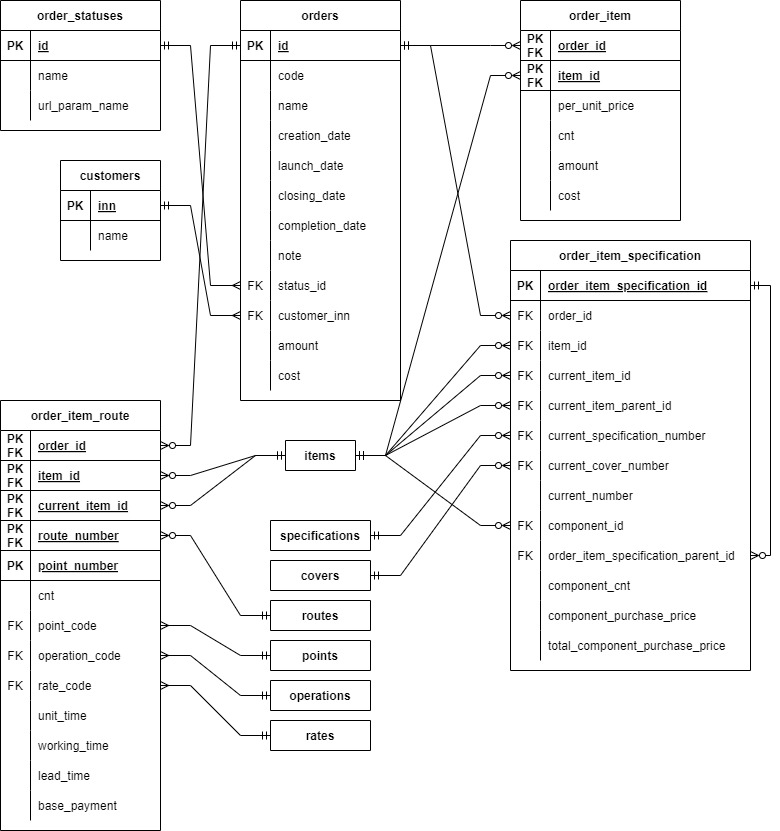 order_statuses
PK id
name
url_param_name
customers
PK inn
name
orders
PK id
code
name
creation_date
launch_date
closing_date
completion_date
note
FK status_id
FK customer_inn
amount
cost
order_item
PK
FK order_id
PK
FK item_id
per_unit_price
cnt
amount
cost
order_item_specification
PK order_item_specification_id
FK order_id
FK item_id
FK current_item_id
FK current_item_parent_id
FK current_specification_number
FK current_cover_number
current_number
FK component_id
FK order_item_specification_parent_id
component_cnt
component_purchase_price
total_component_purchase_price
order_item_route
PK
FK order_id
PK
FK item_id
PK
FK current_item_id
PK
FK route_number
PK point_number
cnt
FK point_code
FK operation_code
FK rate_code
unit_time
working_time
lead_time
base_payment
items
specifications
covers
routes
points
operations
rates